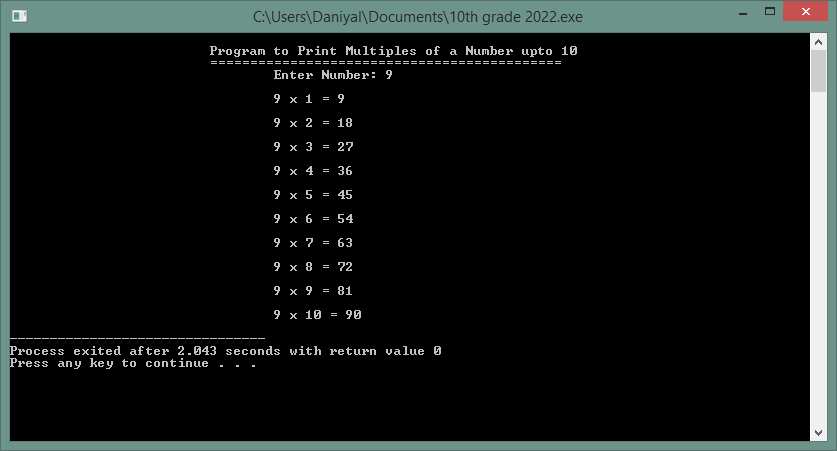 C:\Users\Daniyal\Documents\10th grade 2022.exe
Program to Print Multiples of a Number upto 10
============================================
Enter Number: 9
9 x 1 = 9
9 x 2 = 18
9 x 3 = 27
9 x 4 = 36
9 x 5 = 45
9 x 6 = 54
9 x 7 = 63
9 x 8 = 72
9 x 9 = 81
9 x 10 = 90
--------------------------------
Process exited after 2.043 seconds with return value 0
Press any key to continue . . .